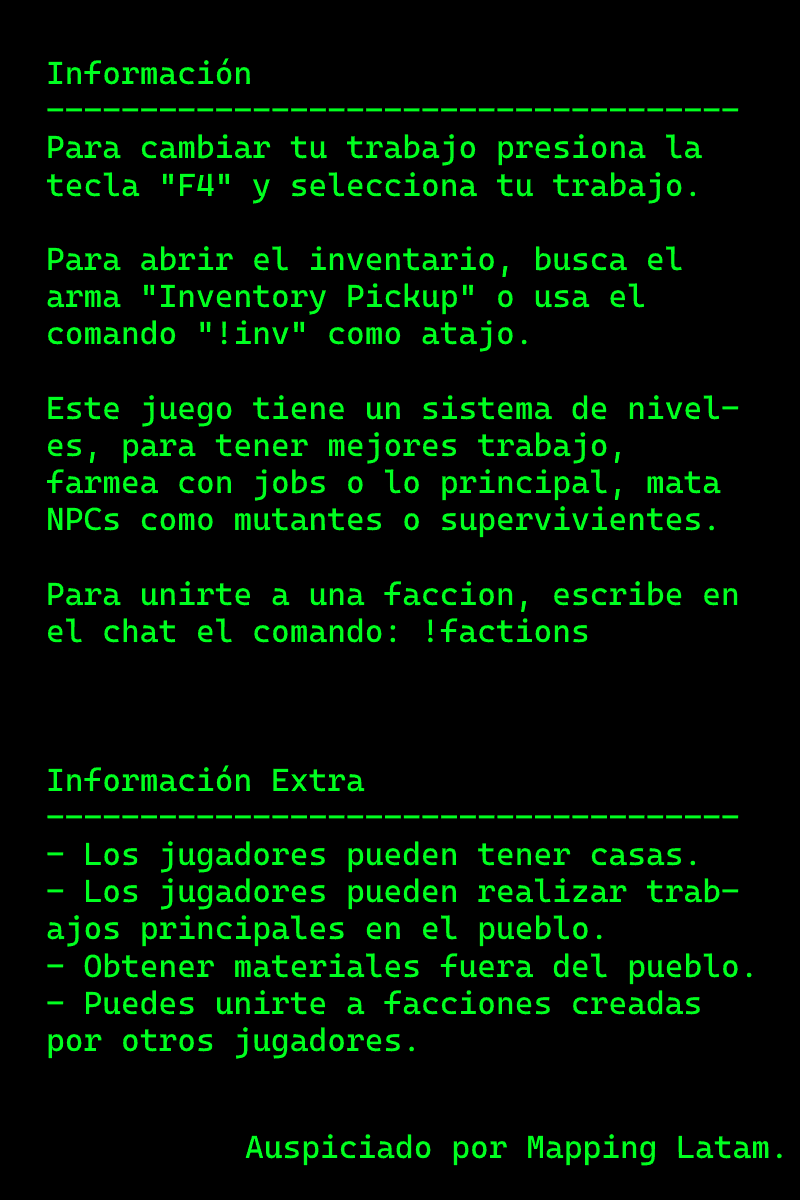 Información
-------------------------------------
Para cambiar tu trabajo presiona la
tecla "F4" y selecciona tu trabajo.
Para abrir el inventario, busca el
arma "Inventory Pickup" o usa el
comando "!inv" como atajo.
Este juego tiene un sistema de nivel-
es, para tener mejores trabajo,
farmea con jobs o lo principal, mata
NPCs como mutantes o supervivientes.
Para unirte a una faccion, escribe en
el chat el comando: !factions
Información Extra
-------------------------------------
- Los jugadores pueden tener casas.
- Los jugadores pueden realizar trab-
ajos principales en el pueblo.
- Obtener materiales fuera del pueblo.
- Puedes unirte a facciones creadas
por otros jugadores.
Auspiciado por Mapping Latam.